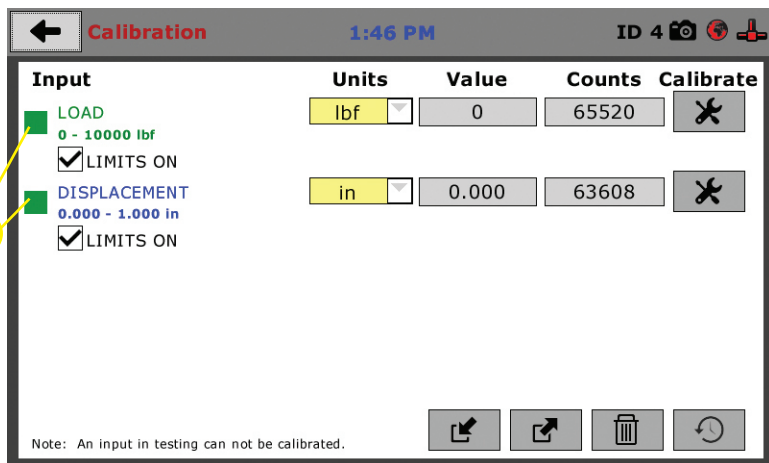 Calibration 1:46 PM ID 4
Input Units Value Counts Calibrate
LOAD lbf 0 65520
0 - 10000 lbf
LIMITS ON
DISPLACEMENT in 0.000 63608
0.000 - 1.000 in
LIMITS ON
Note: An input in testing can not be calibrated.